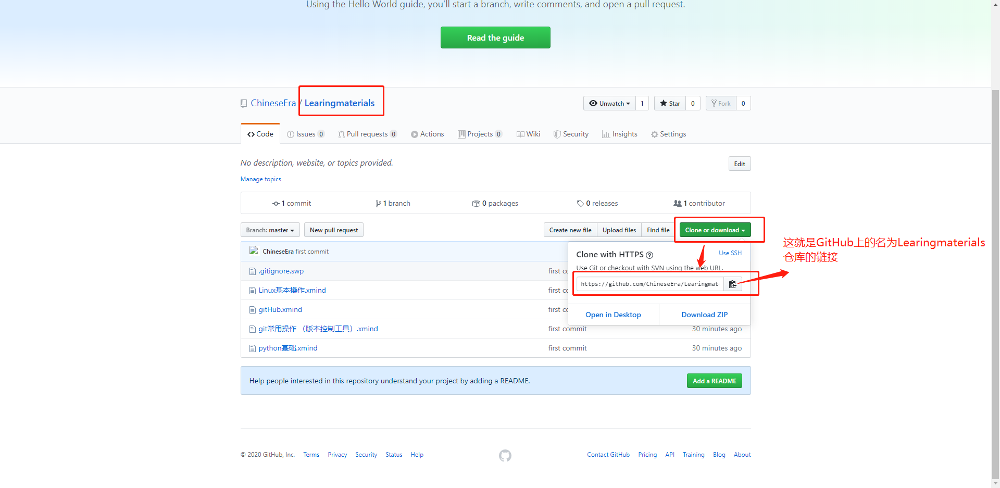 Using the Hello World guide, you’ll start a branch, write comments, and open a pull request.
Read the guide
ChineseEra / Learingmaterials
Unwatch 1 Star 0 Fork 0
Code Issues 0 Pull requests 0 Actions Projects 0 Wiki Security Insights Settings
No description, website, or topics provided.
Edit
Manage topics
1 commit 1 branch 0 packages 0 releases 1 contributor
Branch: master New pull request Create new file Upload files Find file Clone or download
这就是GitHub上的名为Learingmaterials
仓库的链接
ChineseEra first commit
Clone with HTTPS Use SSH
Use Git or checkout with SVN using the web URL.
https://github.com/ChineseEra/Learingmat
Open in Desktop Download ZIP
.gitignore.swp first co
Linux基本操作.xmind first co
gitHub.xmind first co
git常用操作 （版本控制工具）.xmind first commit 30 minutes ago
python基础.xmind first commit 30 minutes ago
Help people interested in this repository understand your project by adding a README.
Add a README
© 2020 GitHub, Inc. Terms Privacy Security Status Help Contact GitHub Pricing API Training Blog About